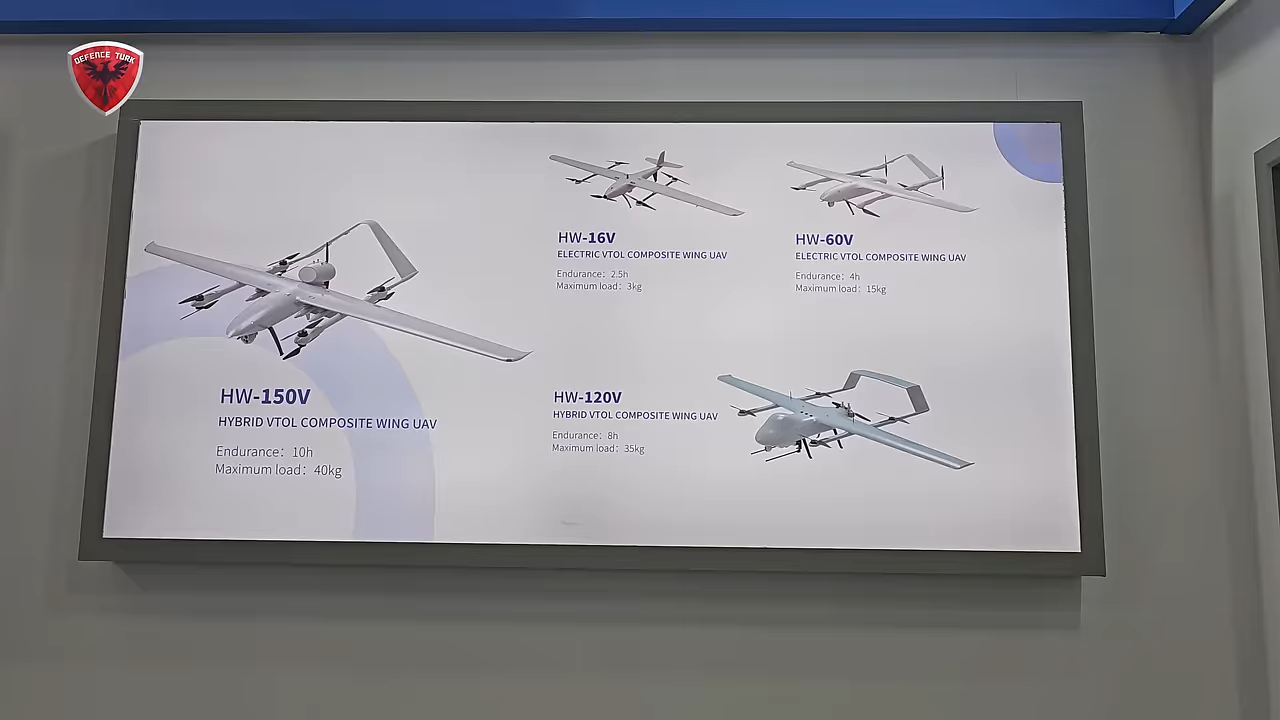 DEFENCE TURK
HW-16V
ELECTRIC VTOL COMPOSITE WING UAV
Endurance: 2.5h
Maximum load: 3kg
HW-60V
ELECTRIC VTOL COMPOSITE WING UAV
Endurance: 4h
Maximum load: 15kg
HW-150V
HYBRID VTOL COMPOSITE WING UAV
Endurance: 10h
Maximum load: 40kg
HW-120V
HYBRID VTOL COMPOSITE WING UAV
Endurance: 8h
Maximum load: 35kg